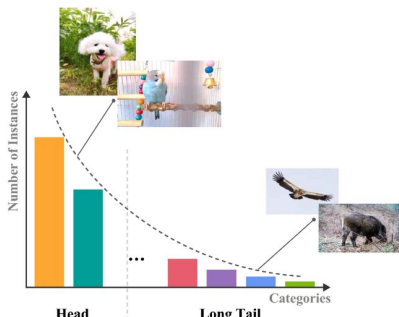 Number of Instances
...
Categories
Head
Long Tail